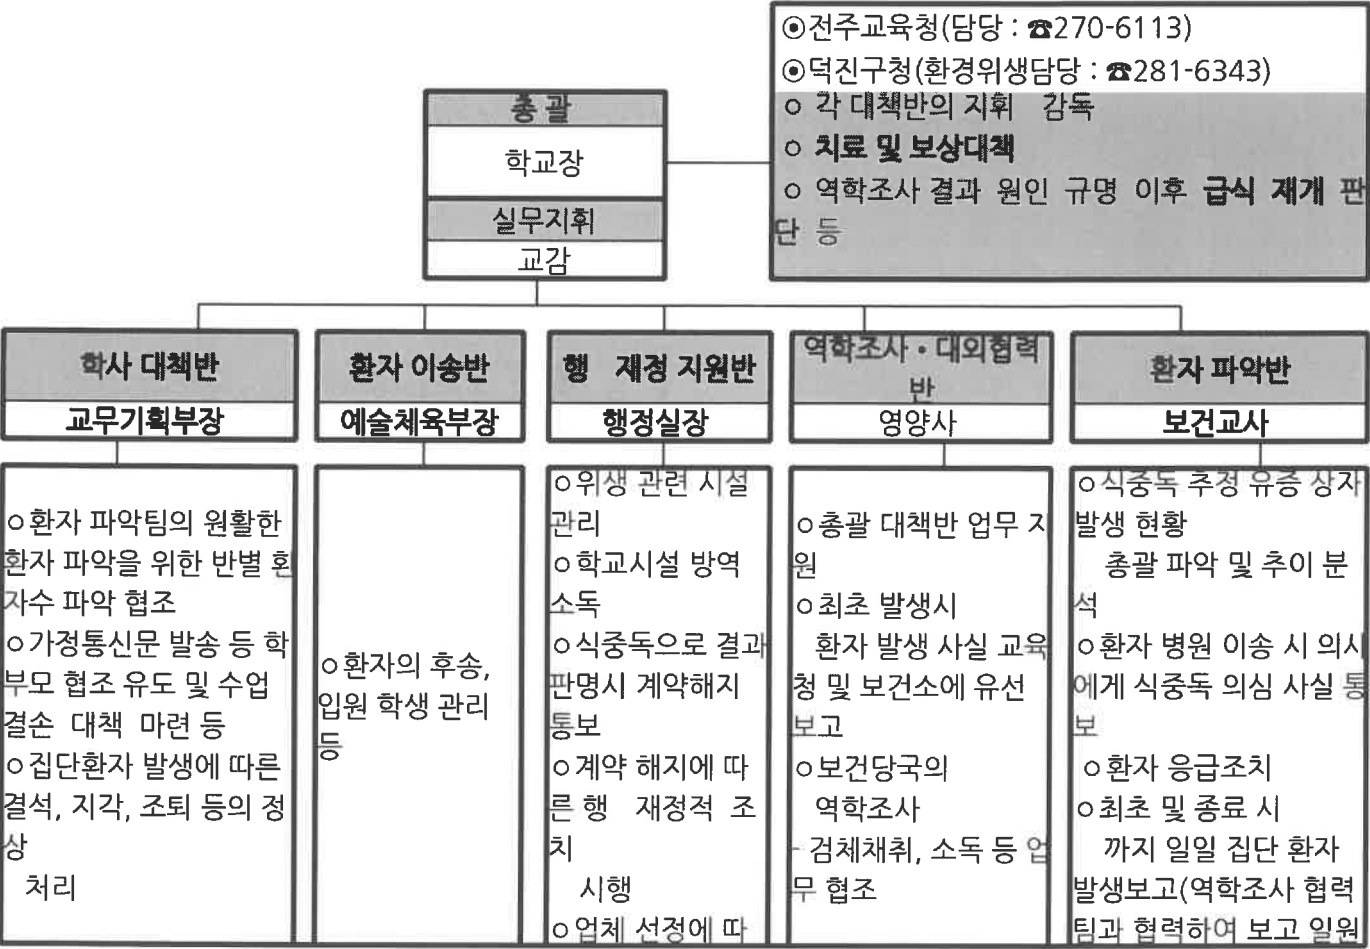 ◉전주교육청(담당 : ☎270-6113)
◉덕진구청(환경위생담당 : ☎281-6343)
○ 각 대책반의 지휘 감독
○ 치료 및 보상대책
○ 역학조사 결과 원인 규명 이후 급식 재개 판
단 등
총 괄
학교장
실무지휘
교감
학사 대책반
교무기획부장
○환자 파악팀의 원활한
환자 파악을 위한 반별 환
자수 파악 협조
○가정통신문 발송 등 학
부모 협조 유도 및 수업
결손 대책 마련 등
○집단환자 발생에 따른
결석, 지각, 조퇴 등의 정
상
처리
환자 이송반
예술체육부장
○환자의 후송,
입원 학생 관리
등
행 재정 지원반
행정실장
○위생 관련 시설
관리
○학교시설 방역
소독
○식중독으로 결과
판명시 계약해지
통보
○계약 해지에 따
른 행 재정적 조
치
시행
○업체 선정에 따
역학조사·대외협력
반
영양사
○총괄 대책반 업무 지
원
○최초 발생시
환자 발생 사실 교육
청 및 보건소에 유선
보고
○보건당국의
역학조사
- 검체채취, 소독 등 업
무 협조
환자 파악반
보건교사
○식중독 추정 유증 상자
발생 현황
총괄 파악 및 추이 분
석
○환자 병원 이송 시 의사
에게 식중독 의심 사실 통
보
○환자 응급조치
○최초 및 종료 시
까지 일일 집단 환자
발생보고(역학조사 협력
팀과 협력하여 보고 일원